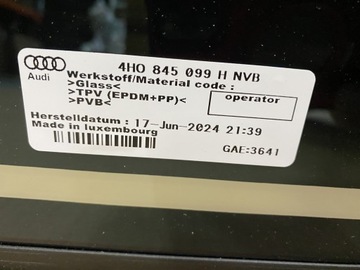 4H0 845 099 H NVB
Audi
Werkstoff/Material code :
>Glass<
>TPV(EPDM+PP)<
>PVB<
operator
Herstelldatum : 17-Jun-2024 21:39
Made in luxembourg
GAE:3641